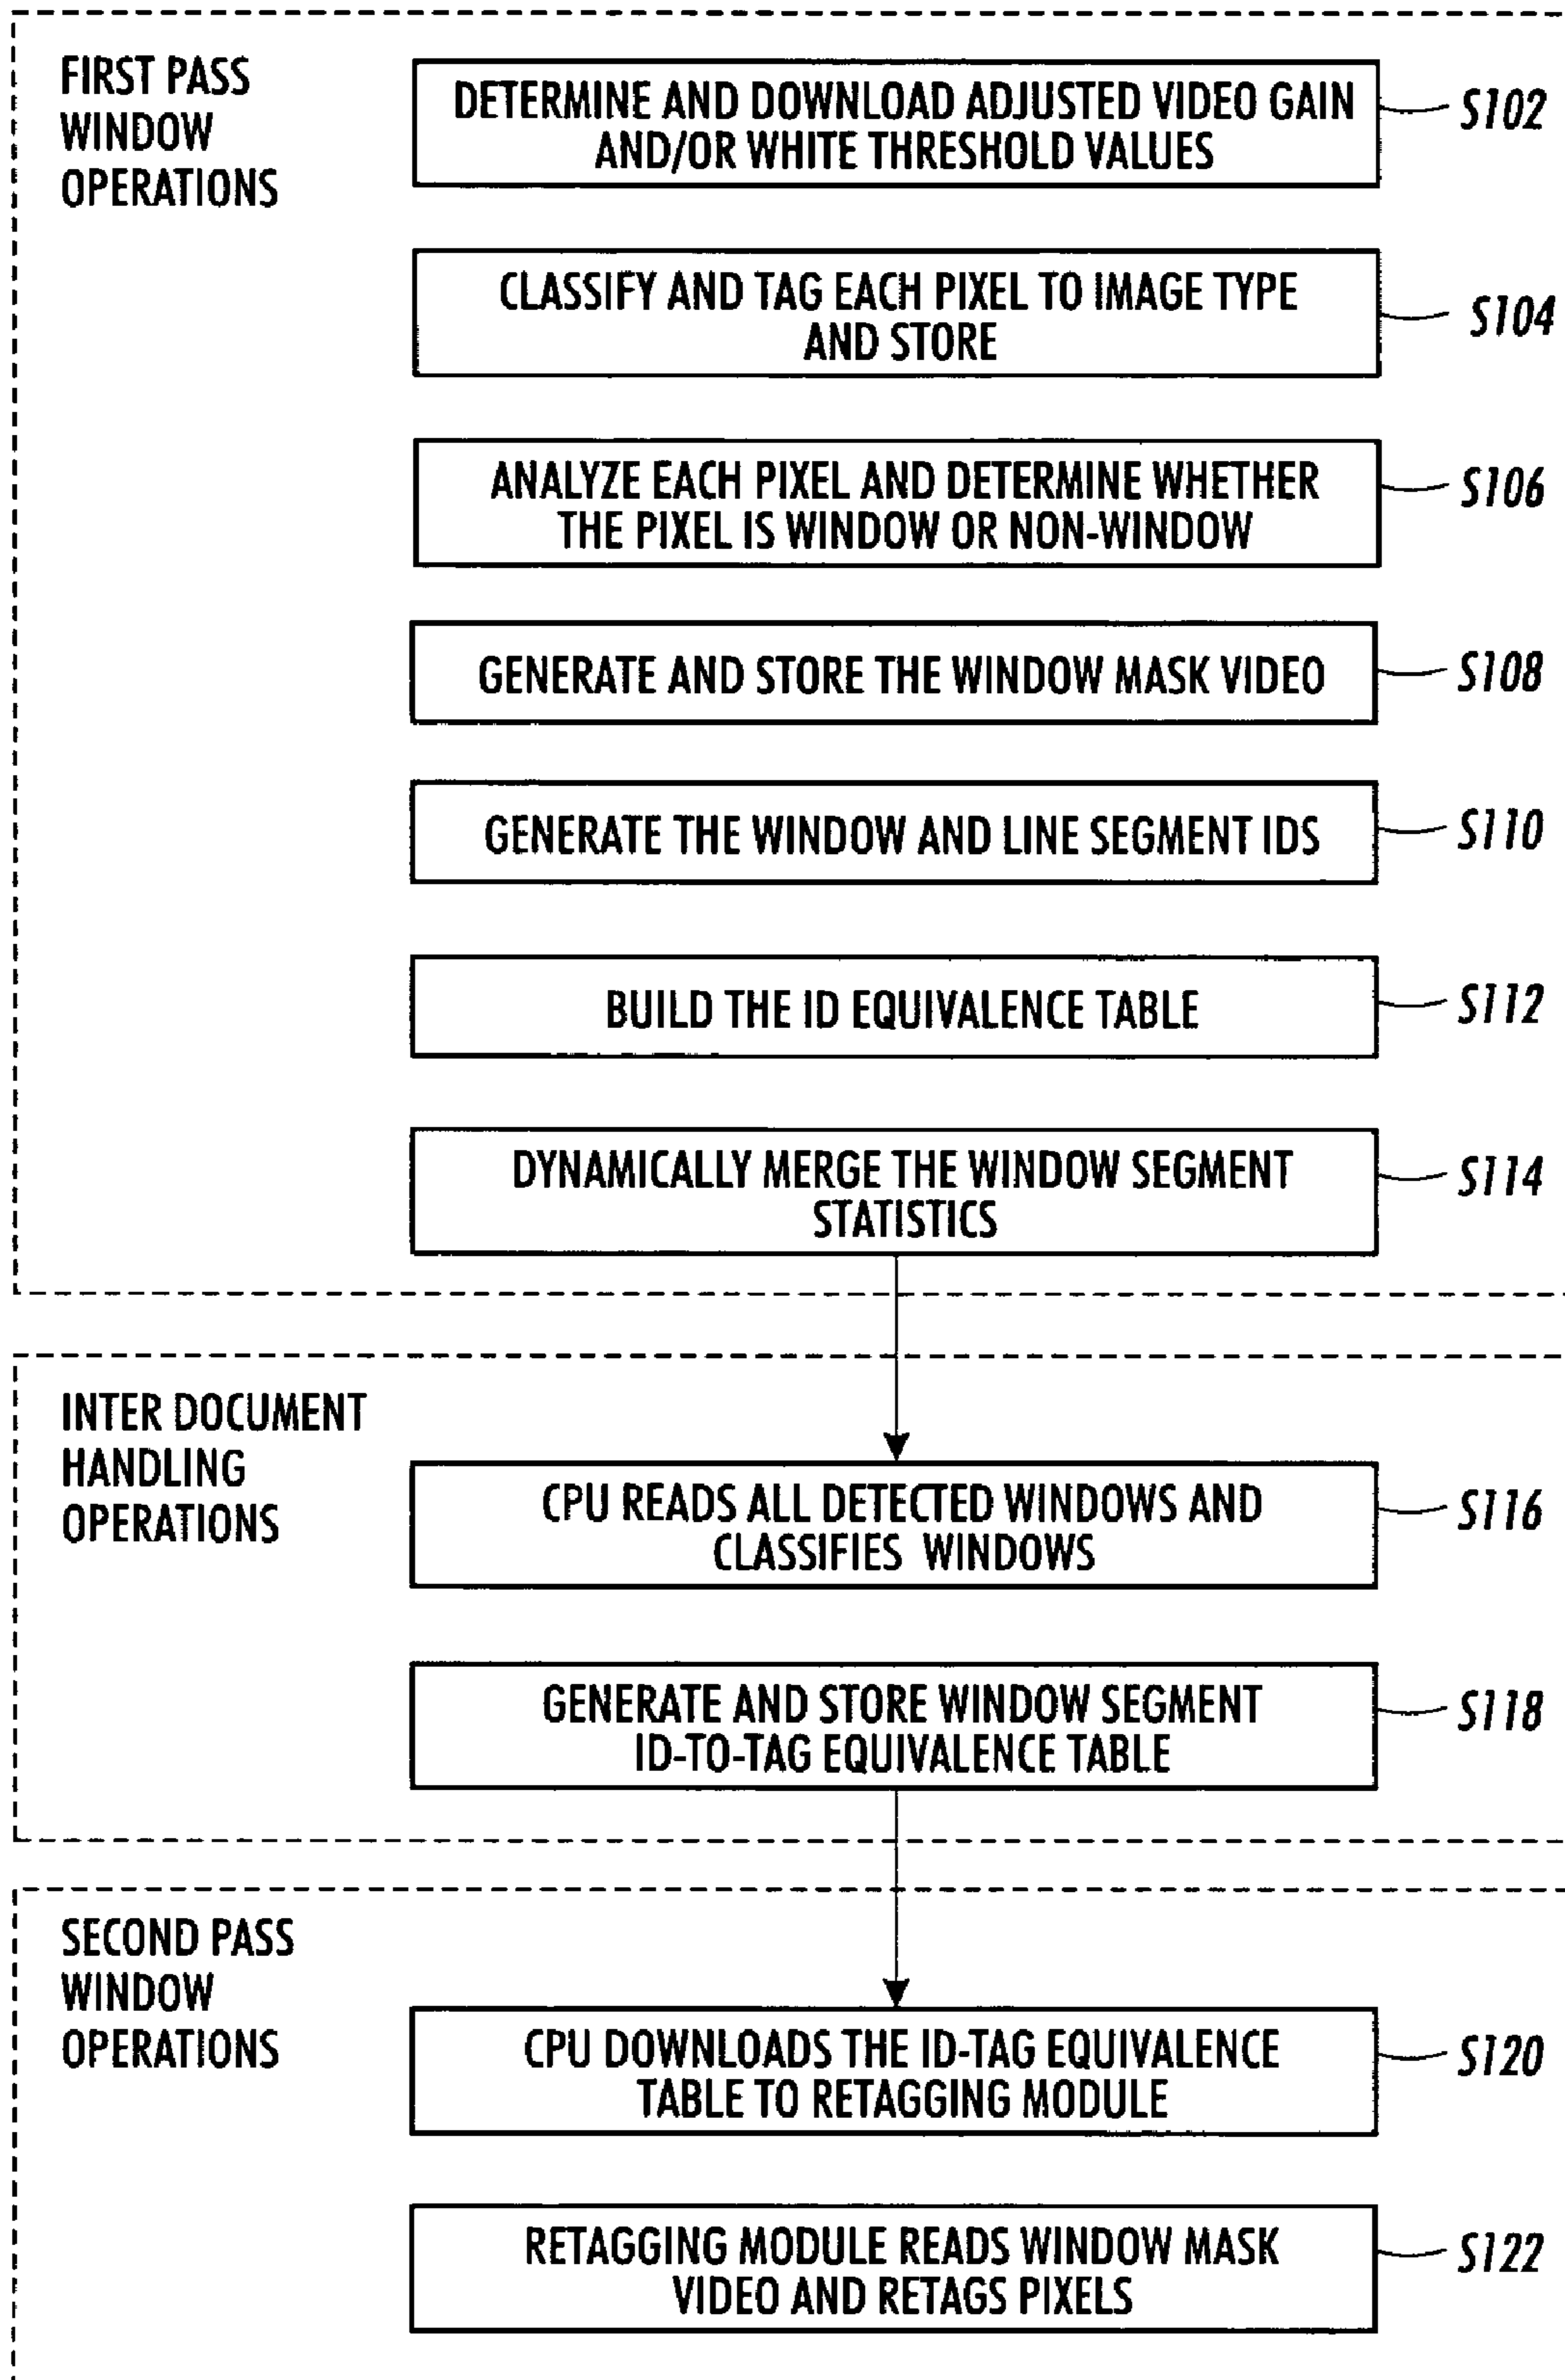 FIRST PASS
WINDOW
OPERATIONS
DETERMINE AND DOWNLOAD ADJUSTED VIDEO GAIN
AND/OR WHITE THRESHOLD VALUES
S102
CLASSIFY AND TAG EACH PIXEL TO IMAGE TYPE
AND STORE
S104
ANALYZE EACH PIXEL AND DETERMINE WHETHER
THE PIXEL IS WINDOW OR NON-WINDOW
S106
GENERATE AND STORE THE WINDOW MASK VIDEO
S108
GENERATE THE WINDOW AND LINE SEGMENT IDS
S110
BUILD THE ID EQUIVALENCE TABLE
S112
DYNAMICALLY MERGE THE WINDOW SEGMENT
STATISTICS
S114
INTER DOCUMENT
HANDLING
OPERATIONS
CPU READS ALL DETECTED WINDOWS AND
CLASSIFIES WINDOWS
S116
GENERATE AND STORE WINDOW SEGMENT
ID-TO-TAG EQUIVALENCE TABLE
S118
SECOND PASS
WINDOW
OPERATIONS
CPU DOWNLOADS THE ID-TAG EQUIVALENCE
TABLE TO RETAGGING MODULE
S120
RETAGGING MODULE READS WINDOW MASK
VIDEO AND RETAGS PIXELS
S122